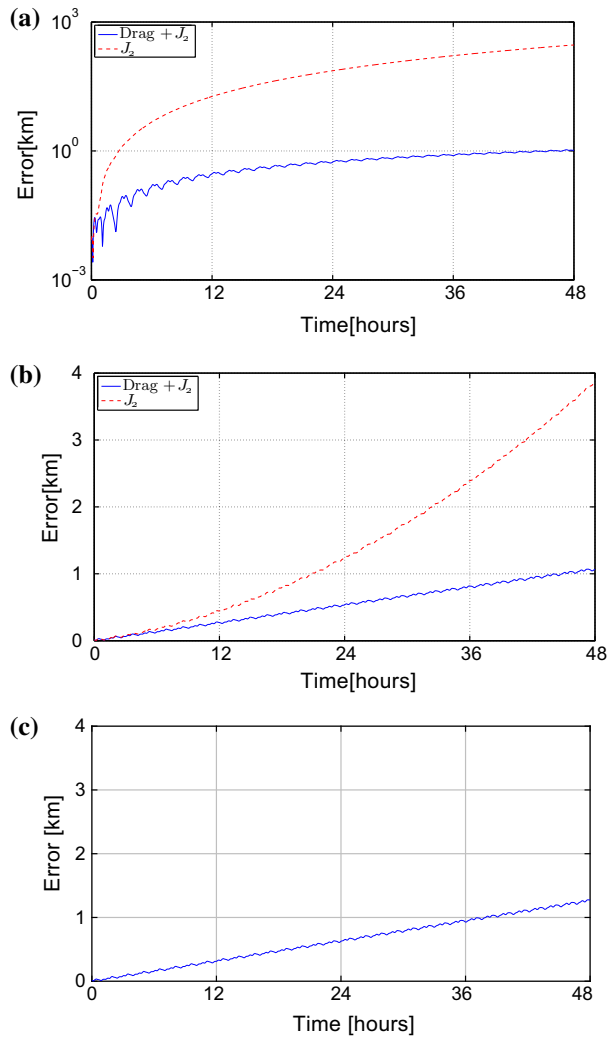 (a)
10³
Drag + J₂
J₂
Error[km]
10⁰
10⁻³
0 12 24 36 48
Time[hours]
(b)
4
Drag + J₂
J₂
3
Error[km]
2
1
0
0 12 24 36 48
Time[hours]
(c)
4
3
Error [km]
2
1
0
0 12 24 36 48
Time [hours]